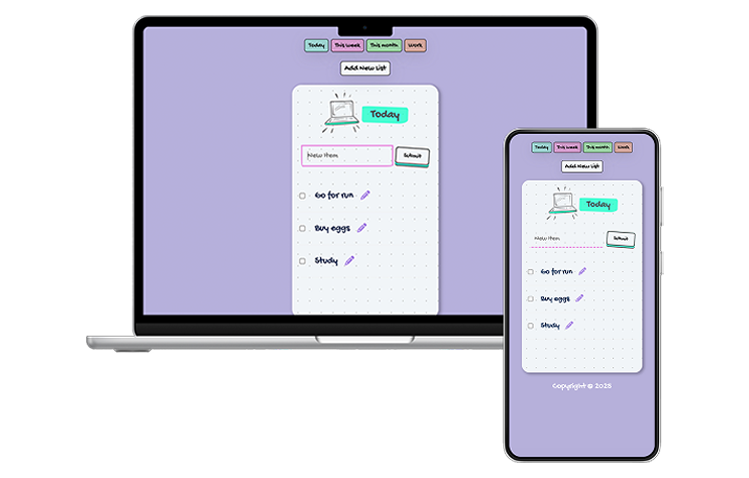 Today This week This month Work
Add New List
Today
New Item
Submit
Go for run
Buy eggs
Study
Today This week This month Work
Add New List
Today
New Item
Submit
Go for run
Buy eggs
Study
Copyright © 2025